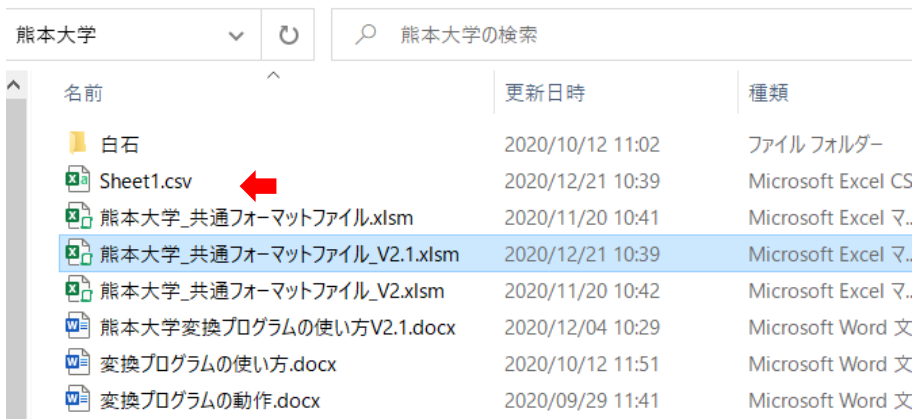 熊本大学 熊本大学の検索
名前 更新日時 種類
白石 2020/10/12 11:02 ファイル フォルダー
Sheet1.csv 2020/12/21 10:39 Microsoft Excel CS
熊本大学_共通フォーマットファイル.xlsm 2020/11/20 10:41 Microsoft Excel マ...
熊本大学_共通フォーマットファイル_V2.1.xlsm 2020/12/21 10:39 Microsoft Excel マ...
熊本大学_共通フォーマットファイル_V2.xlsm 2020/11/20 10:42 Microsoft Excel マ...
熊本大学変換プログラムの使い方V2.1.docx 2020/12/04 10:29 Microsoft Word 文
変換プログラムの使い方.docx 2020/10/12 11:51 Microsoft Word 文
変換プログラムの動作.docx 2020/09/29 11:41 Microsoft Word 文